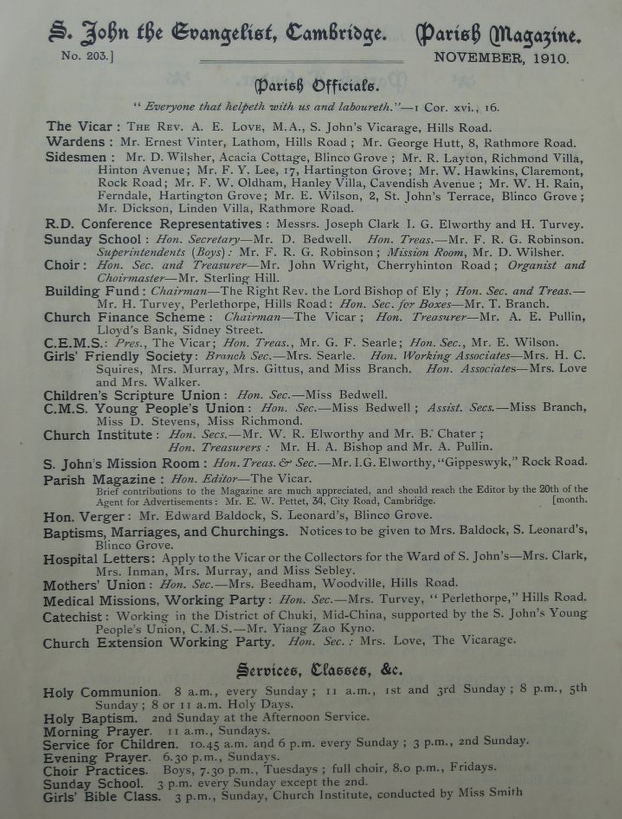 S. John the Evangelist, Cambridge. Parish Magazine.
No. 203.] NOVEMBER, 1910.
Parish Officials.
"Everyone that helpeth with us and laboureth."—1 Cor. xvi., 16.
The Vicar: THE REV. A. E. LOVE, M.A., S. John's Vicarage, Hills Road.
Wardens: Mr. Ernest Vinter, Lathom, Hills Road; Mr. George Hutt, 8, Rathmore Road.
Sidesmen: Mr. D. Wilsher, Acacia Cottage, Blinco Grove; Mr. R. Layton, Richmond Villa,
Hinton Avenue; Mr. F. Y. Lee, 17, Hartington Grove; Mr. W. Hawkins, Claremont,
Rock Road; Mr. F. W. Oldham, Hanley Villa, Cavendish Avenue; Mr. W. H. Rain,
Ferndale, Hartington Grove; Mr. E. Wilson, 2, St. John's Terrace, Blinco Grove;
Mr. Dickson, Linden Villa, Rathmore Road.
R.D. Conference Representatives: Messrs. Joseph Clark I. G. Elworthy and H. Turvey.
Sunday School: Hon. Secretary—Mr. D. Bedwell. Hon. Treas.—Mr. F. R. G. Robinson.
Superintendents (Boys): Mr. F. R. G. Robinson; Mission Room, Mr. D. Wilsher.
Choir: Hon. Sec. and Treasurer—Mr. John Wright, Cherryhinton Road; Organist and
Choirmaster—Mr. Sterling Hill.
Building Fund: Chairman—The Right Rev. the Lord Bishop of Ely; Hon. Sec. and Treas.—
Mr. H. Turvey, Perlethorpe, Hills Road: Hon. Sec. for Boxes—Mr. T. Branch.
Church Finance Scheme: Chairman—The Vicar; Hon. Treasurer—Mr. A. E. Pullin,
Lloyd's Bank, Sidney Street.
C.E.M.S.: Pres., The Vicar; Hon. Treas., Mr. G. F. Searle; Hon. Sec., Mr. E. Wilson.
Girls' Friendly Society: Branch Sec.—Mrs. Searle. Hon. Working Associates—Mrs. H. C.
Squires, Mrs. Murray, Mrs. Gittus, and Miss Branch. Hon. Associates—Mrs. Love
and Mrs. Walker.
Children's Scripture Union: Hon. Sec.—Miss Bedwell.
C.M.S. Young People's Union: Hon. Sec.—Miss Bedwell; Assist. Secs.—Miss Branch,
Miss D. Stevens, Miss Richmond.
Church Institute: Hon. Secs.—Mr. W. R. Elworthy and Mr. B. Chater;
Hon. Treasurers: Mr. H. A. Bishop and Mr. A. Pullin.
S. John's Mission Room: Hon. Treas. & Sec.—Mr. I.G. Elworthy, "Gippeswyk," Rock Road.
Parish Magazine: Hon. Editor—The Vicar.
Brief contributions to the Magazine are much appreciated, and should reach the Editor by the 20th of the
Agent for Advertisements: Mr. E. W. Pettet, 34, City Road, Cambridge. [month.
Hon. Verger: Mr. Edward Baldock, S. Leonard's, Blinco Grove.
Baptisms, Marriages, and Churchings. Notices to be given to Mrs. Baldock, S. Leonard's,
Blinco Grove.
Hospital Letters: Apply to the Vicar or the Collectors for the Ward of S. John's—Mrs. Clark,
Mrs. Inman, Mrs. Murray, and Miss Sebley.
Mothers' Union: Hon. Sec.—Mrs. Beedham, Woodville, Hills Road.
Medical Missions, Working Party: Hon. Sec.—Mrs. Turvey, "Perlethorpe," Hills Road.
Catechist: Working in the District of Chuki, Mid-China, supported by the S. John's Young
People's Union, C.M.S.—Mr. Yiang Zao Kyno.
Church Extension Working Party. Hon. Sec.: Mrs. Love, The Vicarage.
Services, Classes, &c.
Holy Communion. 8 a.m., every Sunday; 11 a.m., 1st and 3rd Sunday; 8 p.m., 5th
Sunday; 8 or 11 a.m. Holy Days.
Holy Baptism. 2nd Sunday at the Afternoon Service.
Morning Prayer. 11 a.m., Sundays.
Service for Children. 10.45 a.m. and 6 p.m. every Sunday; 3 p.m., 2nd Sunday.
Evening Prayer. 6.30 p.m., Sundays.
Choir Practices. Boys, 7.30 p.m., Tuesdays; full choir, 8.0 p.m., Fridays.
Sunday School. 3 p.m. every Sunday except the 2nd.
Girls' Bible Class. 3 p.m., Sunday, Church Institute, conducted by Miss Smith